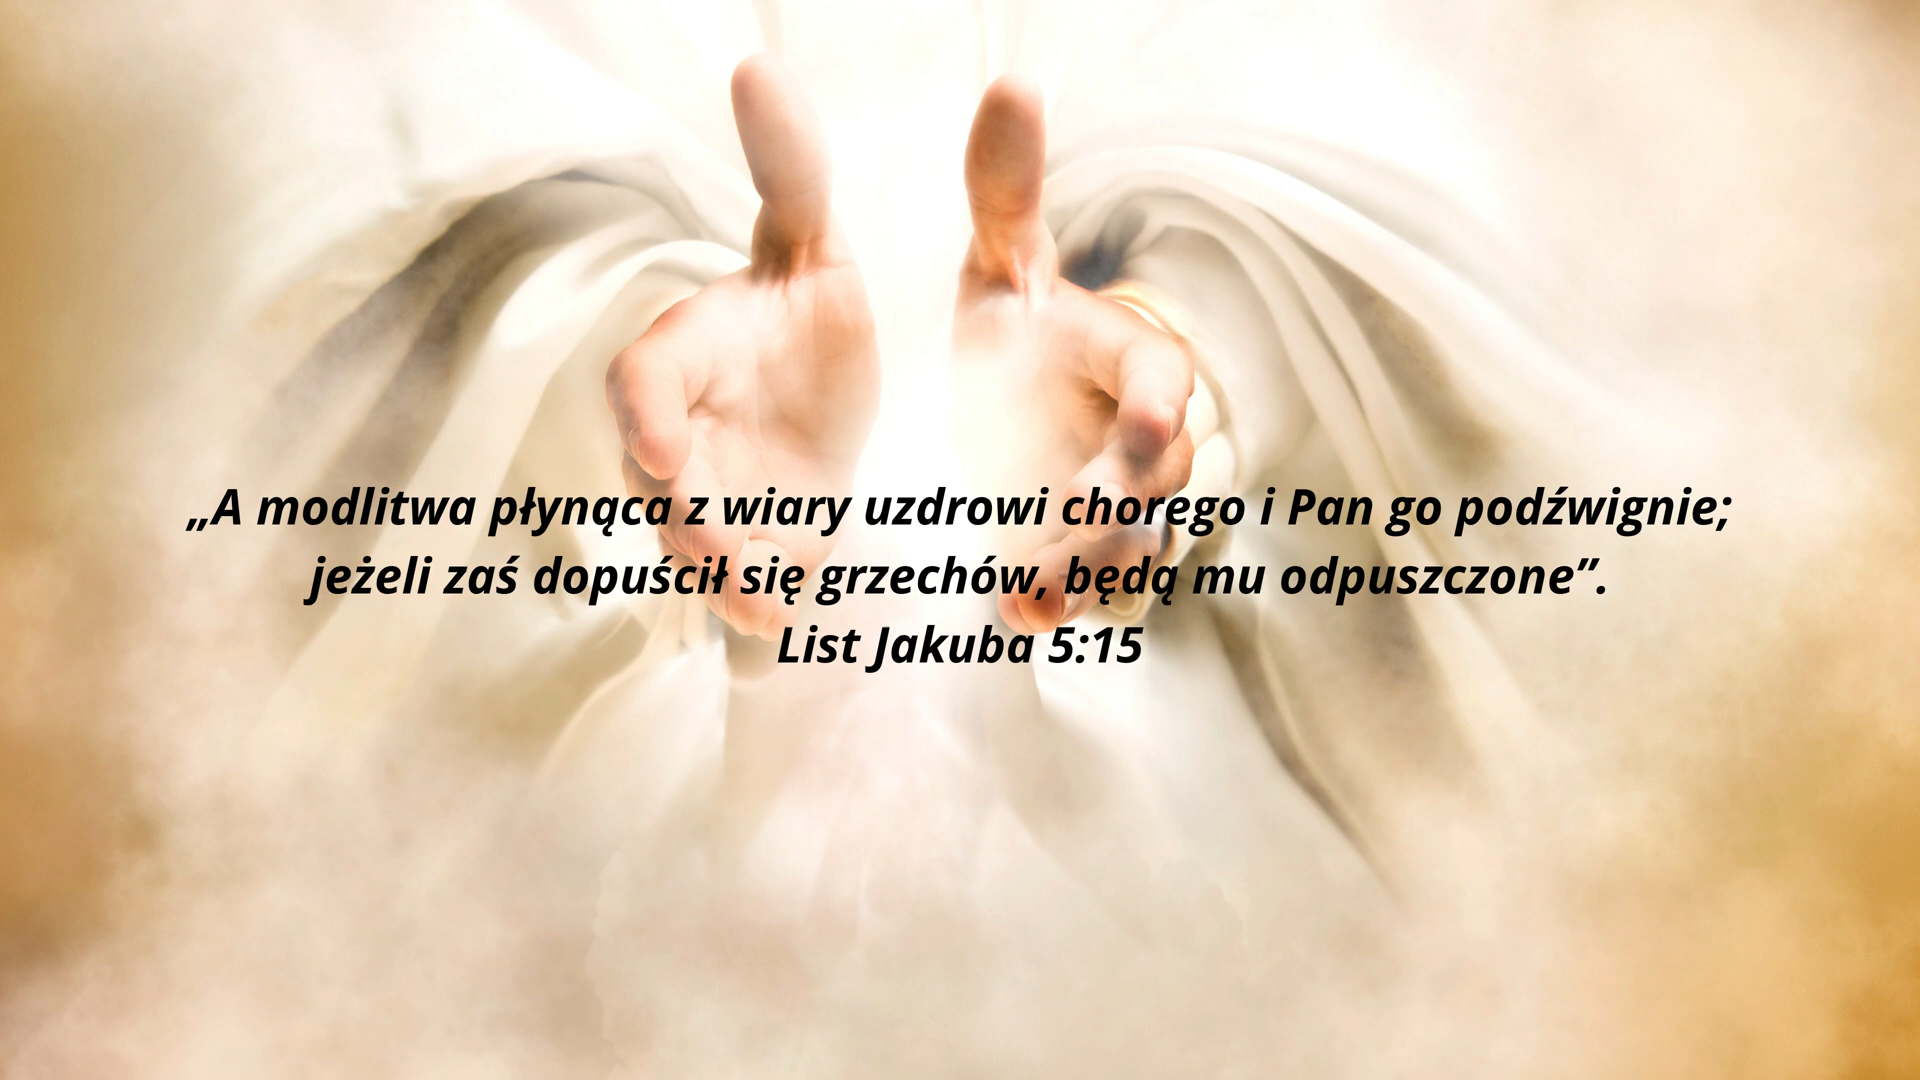 „A modlitwa płynąca z wiary uzdrowi chorego i Pan go podźwignie;
jeżeli zaś dopuścił się grzechów, będą mu odpuszczone”.
List Jakuba 5:15